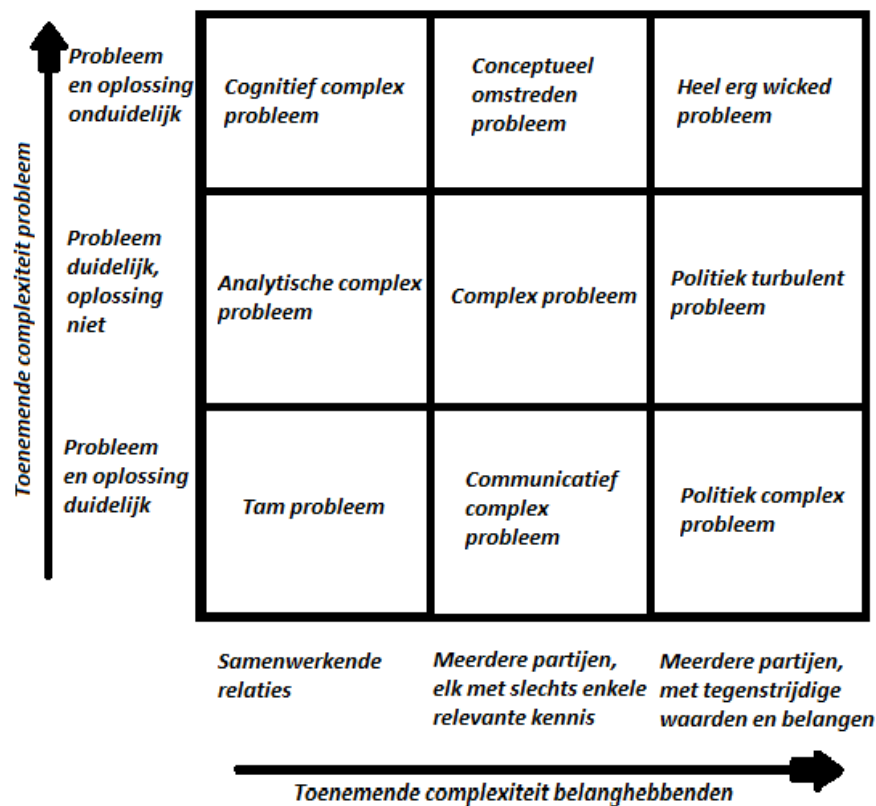 Probleem
en oplossing
onduidelijk
Cognitief complex
probleem
Conceptueel
omstreden
probleem
Heel erg wicked
probleem
Toenemende complexiteit probleem
Probleem
duidelijk,
oplossing
niet
Analytische complex
probleem
Complex probleem
Politiek turbulent
probleem
Probleem
en oplossing
duidelijk
Tam probleem
Communicatief
complex
probleem
Politiek complex
probleem
Samenwerkende
relaties
Meerdere partijen,
elk met slechts enkele
relevante kennis
Meerdere partijen,
met tegenstrijdige
waarden en belangen
Toenemende complexiteit belanghebbenden